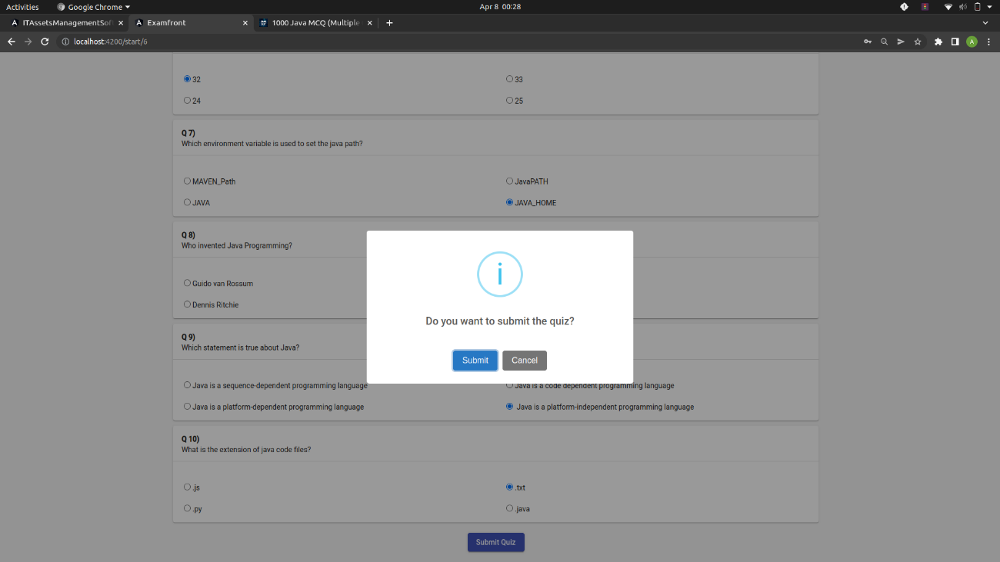 Activities Google Chrome Apr 8 00:28
ITAssetsManagementSof Examfront 1000 Java MCQ (Multiple
localhost:4200/start/6 A
32 33
24 25
Q 7)
Which environment variable is used to set the java path?
MAVEN_Path JavaPATH
JAVA JAVA_HOME
Q 8)
Who invented Java Programming?
Guido van Rossum
Dennis Ritchie
i
Do you want to submit the quiz?
Submit Cancel
Q 9)
Which statement is true about Java?
Java is a sequence-dependent programming language Java is a code dependent programming language
Java is a platform-dependent programming language Java is a platform-independent programming language
Q 10)
What is the extension of java code files?
.js .txt
.py .java
Submit Quiz